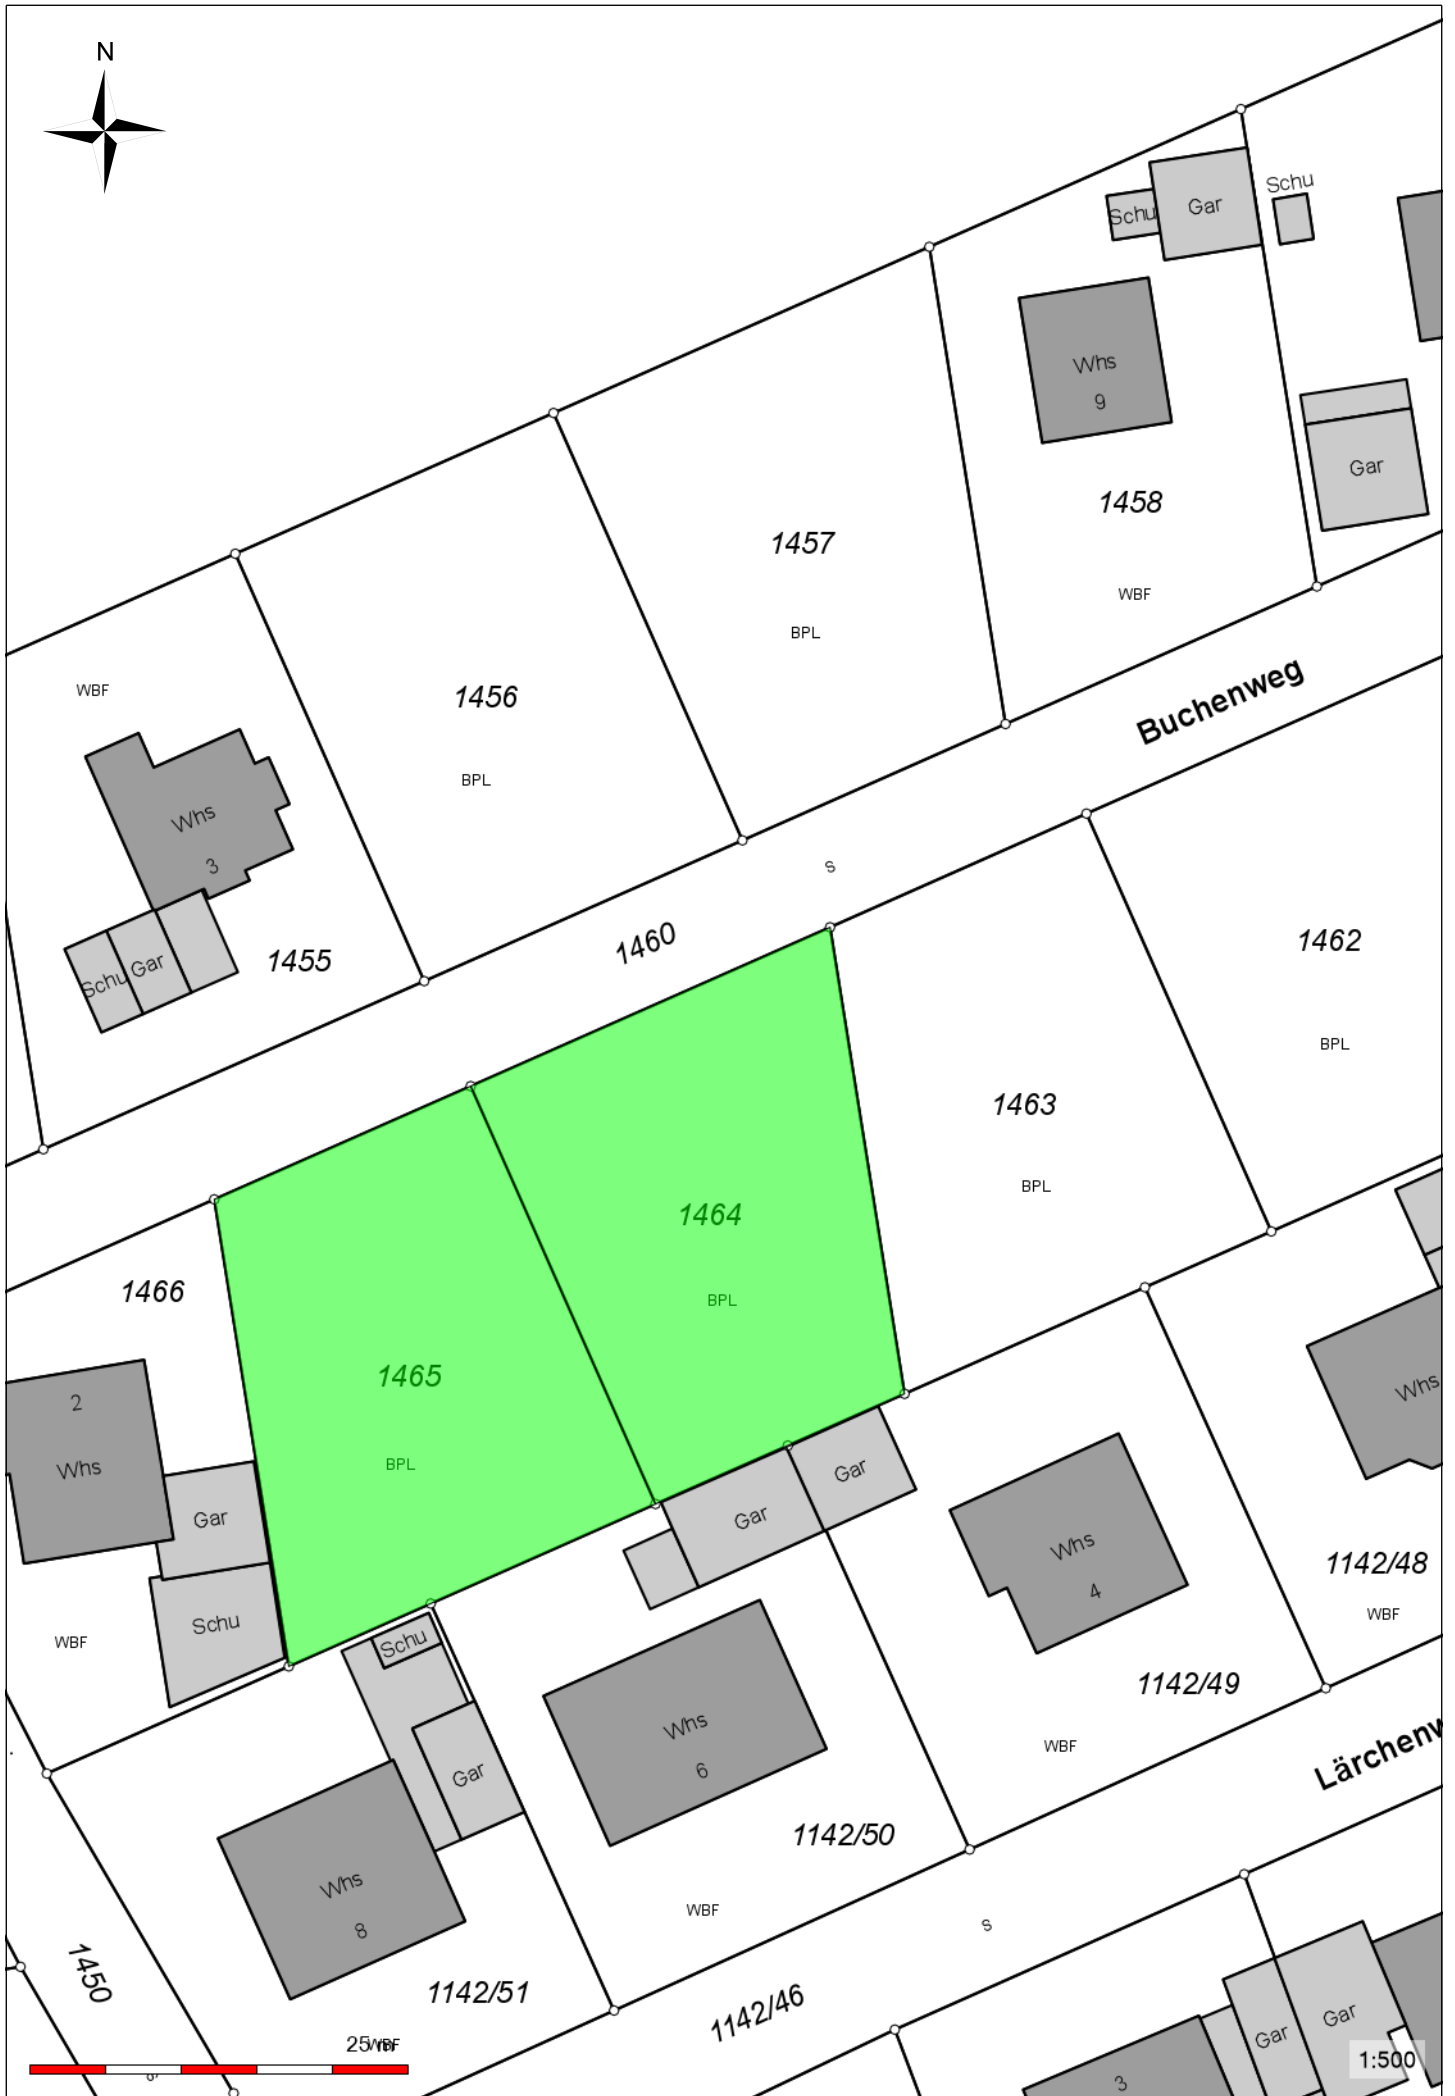 N
Schu
Gar
Schu
Whs
9
Gar
1458
1457
WBF
BPL
Buchenweg
WBF
1456
BPL
Whs
3
S
1460
1462
1455
Gar
Schu
BPL
1463
BPL
1464
1466
BPL
1465
2
Whs
BPL
Whs
Gar
Gar
Gar
Whs
4
1142/48
WBF
Schu
WBF
Schu
1142/49
Whs
6
WBF
Lärchenw
Gar
1142/50
Whs
8
WBF
S
1450
1142/51
1142/46
Gar
Gar
25 m
WBF
1:500
S
3